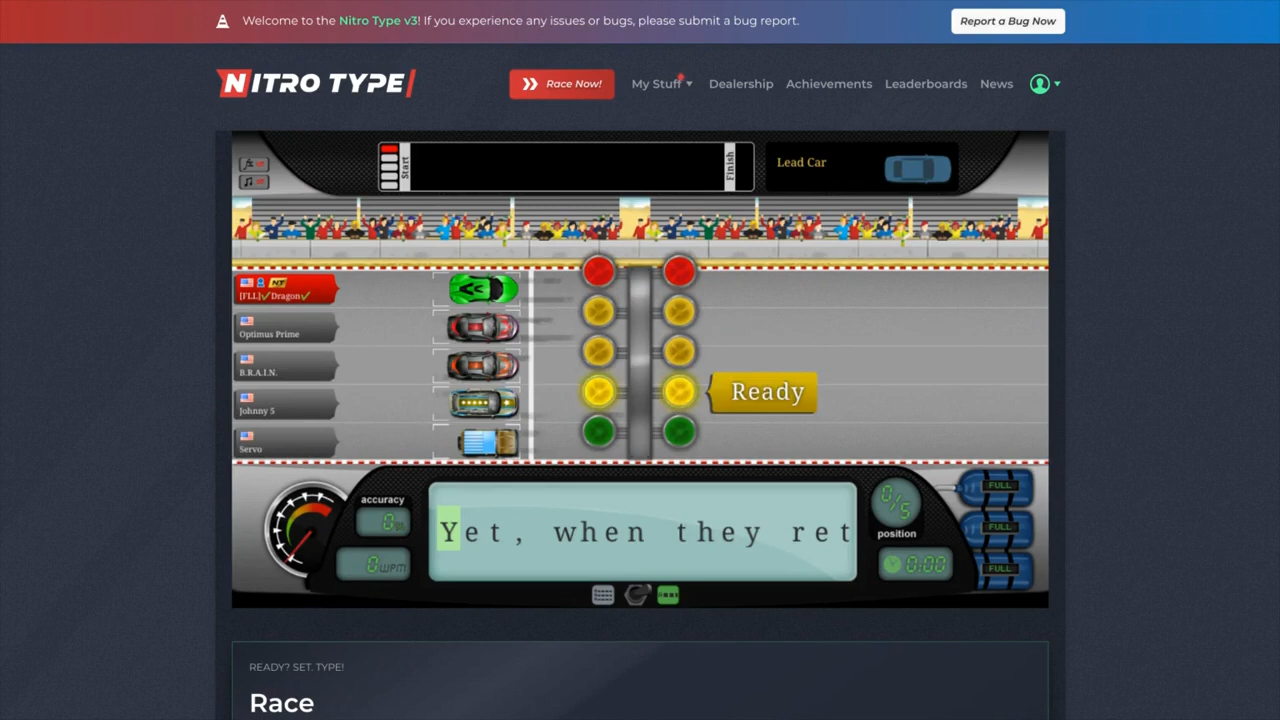 Welcome to the Nitro Type v3! If you experience any issues or bugs, please submit a bug report.
Report a Bug Now
NITRO TYPE
Race Now!
My Stuff
Dealership
Achievements
Leaderboards
News
Start
Finish
Lead Car
NT
[FLL]✔Dragon✔
Optimus Prime
B.R.A.I.N.
Johnny 5
Servo
Ready
accuracy
0%
0 WPM
Yet, when they ret
0/5
position
0:00
FULL
FULL
FULL
READY? SET. TYPE!
Race